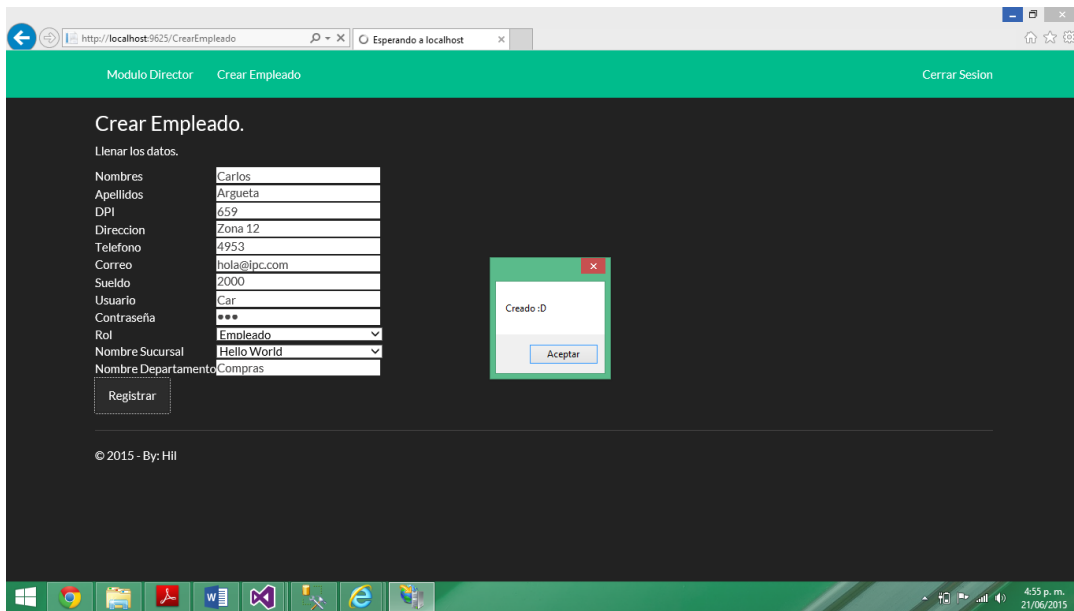 http://localhost:9625/CrearEmpleado
Esperando a localhost
Modulo Director Crear Empleado Cerrar Sesion
Crear Empleado.
Llenar los datos.
Nombres Carlos
Apellidos Argueta
DPI 659
Direccion Zona 12
Telefono 4953
Correo hola@ipc.com
Sueldo 2000
Usuario Car
Contraseña •••
Rol Empleado
Nombre Sucursal Hello World
Nombre Departamento Compras
Registrar
Creado :D
Aceptar
© 2015 - By: Hil
4:55 p. m.
21/06/2015